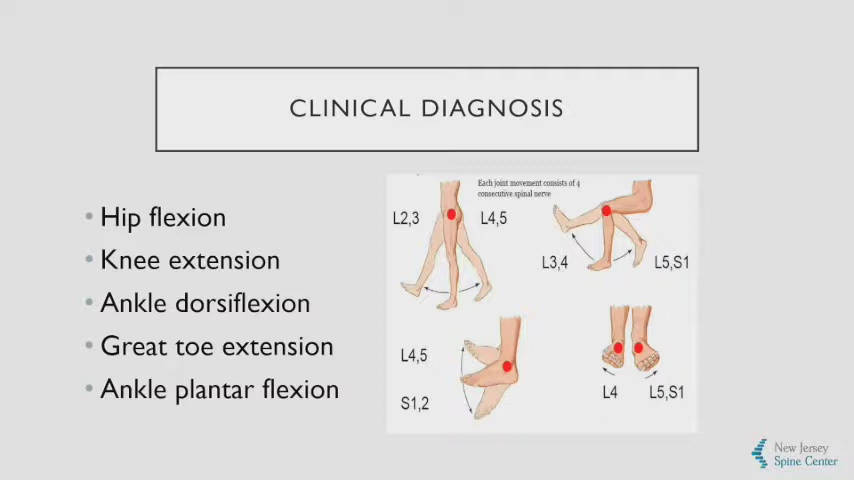 CLINICAL DIAGNOSIS
• Hip flexion
• Knee extension
• Ankle dorsiflexion
• Great toe extension
• Ankle plantar flexion
Each joint movement consists of 4
consecutive spinal nerve
L2,3
L4,5
L3,4
L5,S1
L4,5
S1,2
L4
L5,S1
New Jersey
Spine Center